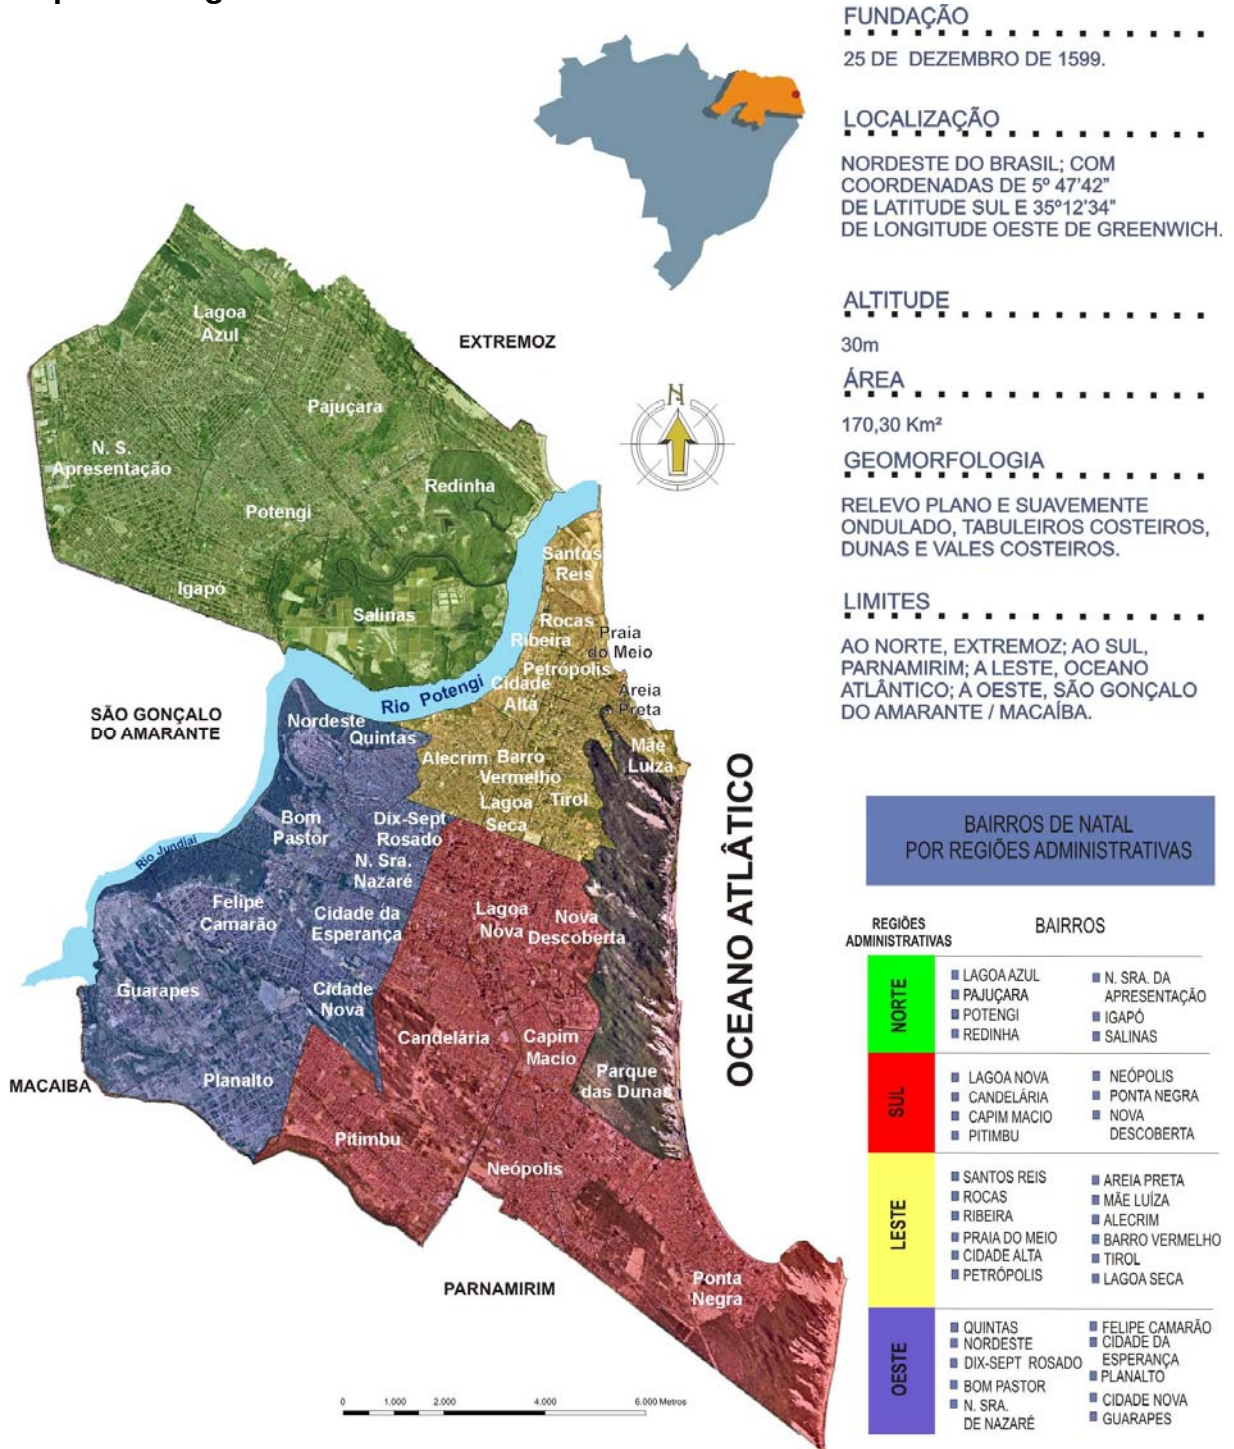 FUNDAÇÃO
25 DE DEZEMBRO DE 1599.
LOCALIZAÇÃO
NORDESTE DO BRASIL; COM
COORDENADAS DE 5º 47'42"
DE LATITUDE SUL E 35º12'34"
DE LONGITUDE OESTE DE GREENWICH.
ALTITUDE
30m
ÁREA
170,30 Km²
GEOMORFOLOGIA
RELEVO PLANO E SUAVEMENTE
ONDULADO, TABULEIROS COSTEIROS,
DUNAS E VALES COSTEIROS.
LIMITES
AO NORTE, EXTREMOZ; AO SUL,
PARNAMIRIM; A LESTE, OCEANO
ATLÂNTICO; A OESTE, SÃO GONÇALO
DO AMARANTE / MACAÍBA.
N
EXTREMOZ
Lagoa
Azul
Pajuçara
N. S.
Apresentação
Redinha
Potengi
Igapó
Salinas
Santos
Reis
Rocas
Ribeira
Praia
do Meio
Petrópolis
Cidade
Alta
Areia
Preta
Rio Potengi
SÃO GONÇALO
DO AMARANTE
Nordeste
Quintas
Mãe
Luiza
Alecrim
Barro
Vermelho
Tirol
Lagoa
Seca
Bom
Pastor
Dix-Sept
Rosado
Rio Jundiaí
N. Sra.
Nazaré
Felipe
Camarão
Cidade da
Esperança
Lagoa
Nova
Nova
Descoberta
Guarapes
Cidade
Nova
Candelária
Capim
Macio
Parque
das Dunas
Planalto
MACAIBA
Pitimbu
Neópolis
PARNAMIRIM
Ponta
Negra
OCEANO ATLÂTICO
0 1.000 2.000 4.000 6.000 Metros
BAIRROS DE NATAL
POR REGIÕES ADMINISTRATIVAS
REGIÕES
ADMINISTRATIVAS
BAIRROS
NORTE
LAGOA AZUL
PAJUÇARA
POTENGI
REDINHA
N. SRA. DA
APRESENTAÇÃO
IGAPÓ
SALINAS
SUL
LAGOA NOVA
CANDELÁRIA
CAPIM MACIO
PITIMBU
NEÓPOLIS
PONTA NEGRA
NOVA
DESCOBERTA
LESTE
SANTOS REIS
ROCAS
RIBEIRA
PRAIA DO MEIO
CIDADE ALTA
PETRÓPOLIS
AREIA PRETA
MÃE LUÍZA
ALECRIM
BARRO VERMELHO
TIROL
LAGOA SECA
OESTE
QUINTAS
NORDESTE
DIX-SEPT ROSADO
BOM PASTOR
N. SRA.
DE NAZARÉ
FELIPE CAMARÃO
CIDADE DA
ESPERANÇA
PLANALTO
CIDADE NOVA
GUARAPES